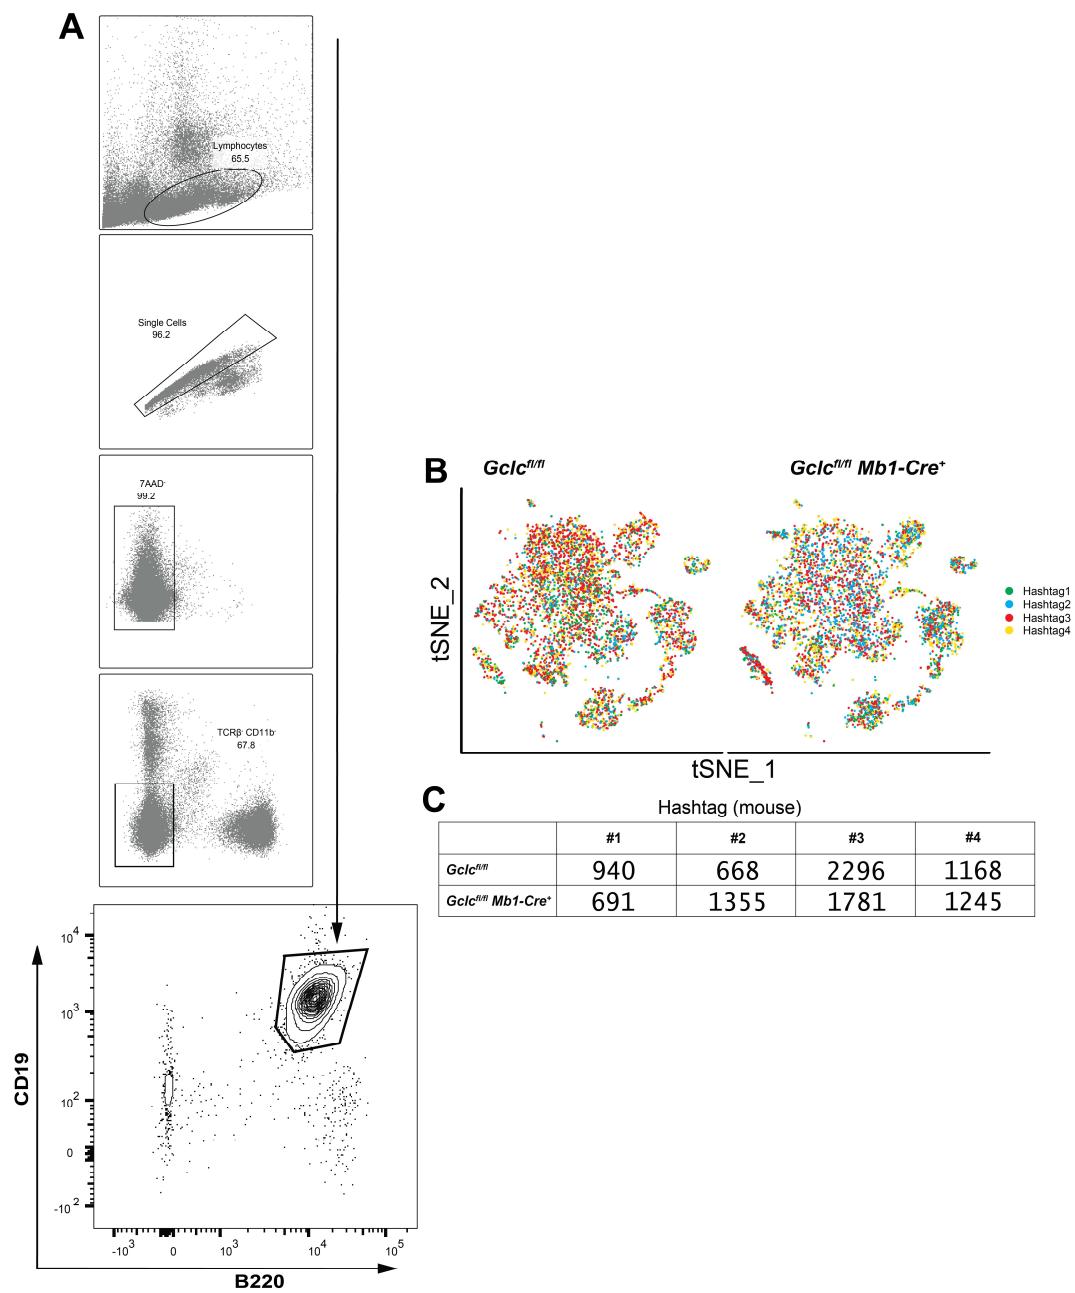 A
Lymphocytes
65.5
Single Cells
96.2
7AAD-
99.2
TCRβ- CD11b-
67.8
10^4
10^3
10^2
0
-10^2
CD19
-10^3 0 10^3 10^4 10^5
B220
B
Gclc^fl/fl
Gclc^fl/fl Mb1-Cre^+
tSNE_2
tSNE_1
Hashtag1
Hashtag2
Hashtag3
Hashtag4
C
Hashtag (mouse)
#1 #2 #3 #4
Gclc^fl/fl 940 668 2296 1168
Gclc^fl/fl Mb1-Cre^+ 691 1355 1781 1245